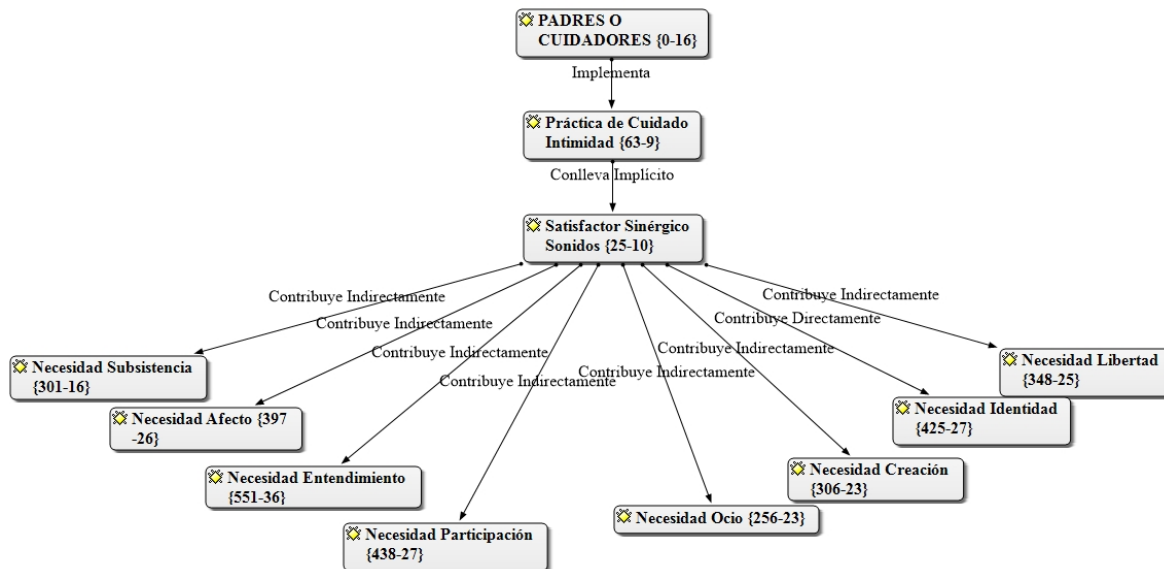 PADRES O
CUIDADORES {0-16}
Implementa
Práctica de Cuidado
Intimidad {63-9}
Conlleva Implícito
Satisfactor Sinérgico
Sonidos {25-10}
Contribuye Indirectamente
Contribuye Indirectamente
Contribuye Indirectamente
Contribuye Indirectamente
Contribuye Indirectamente
Contribuye Indirectamente
Contribuye Directamente
Contribuye Indirectamente
Necesidad Subsistencia
{301-16}
Necesidad Afecto {397
-26}
Necesidad Entendimiento
{551-36}
Necesidad Participación
{438-27}
Necesidad Ocio {256-23}
Necesidad Creación
{306-23}
Necesidad Identidad
{425-27}
Necesidad Libertad
{348-25}